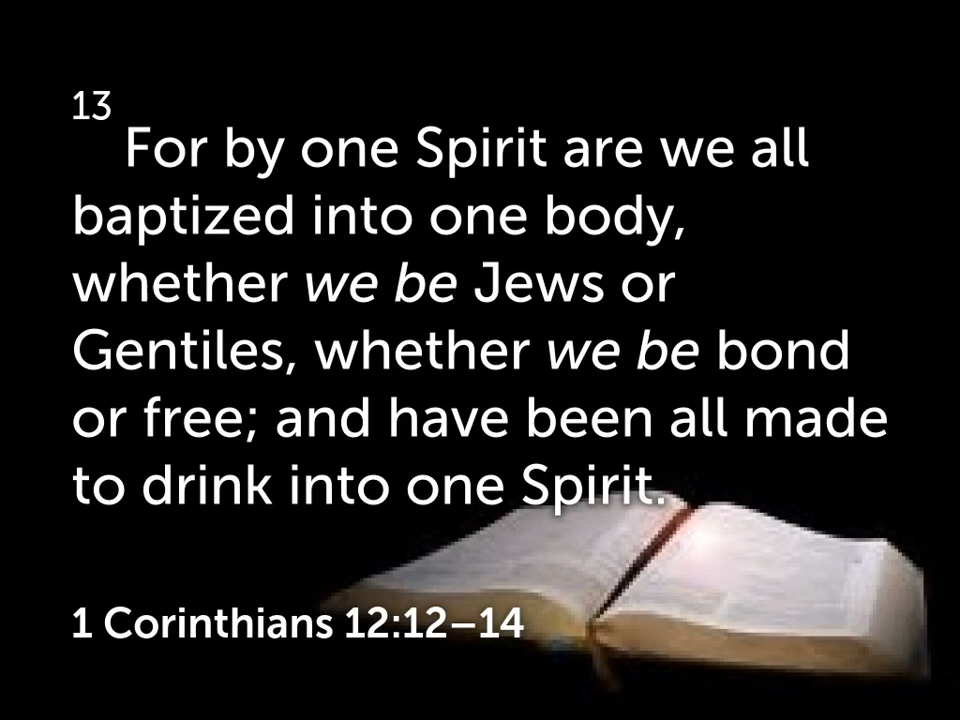 13
For by one Spirit are we all
baptized into one body,
whether we be Jews or
Gentiles, whether we be bond
or free; and have been all made
to drink into one Spirit.
1 Corinthians 12:12–14